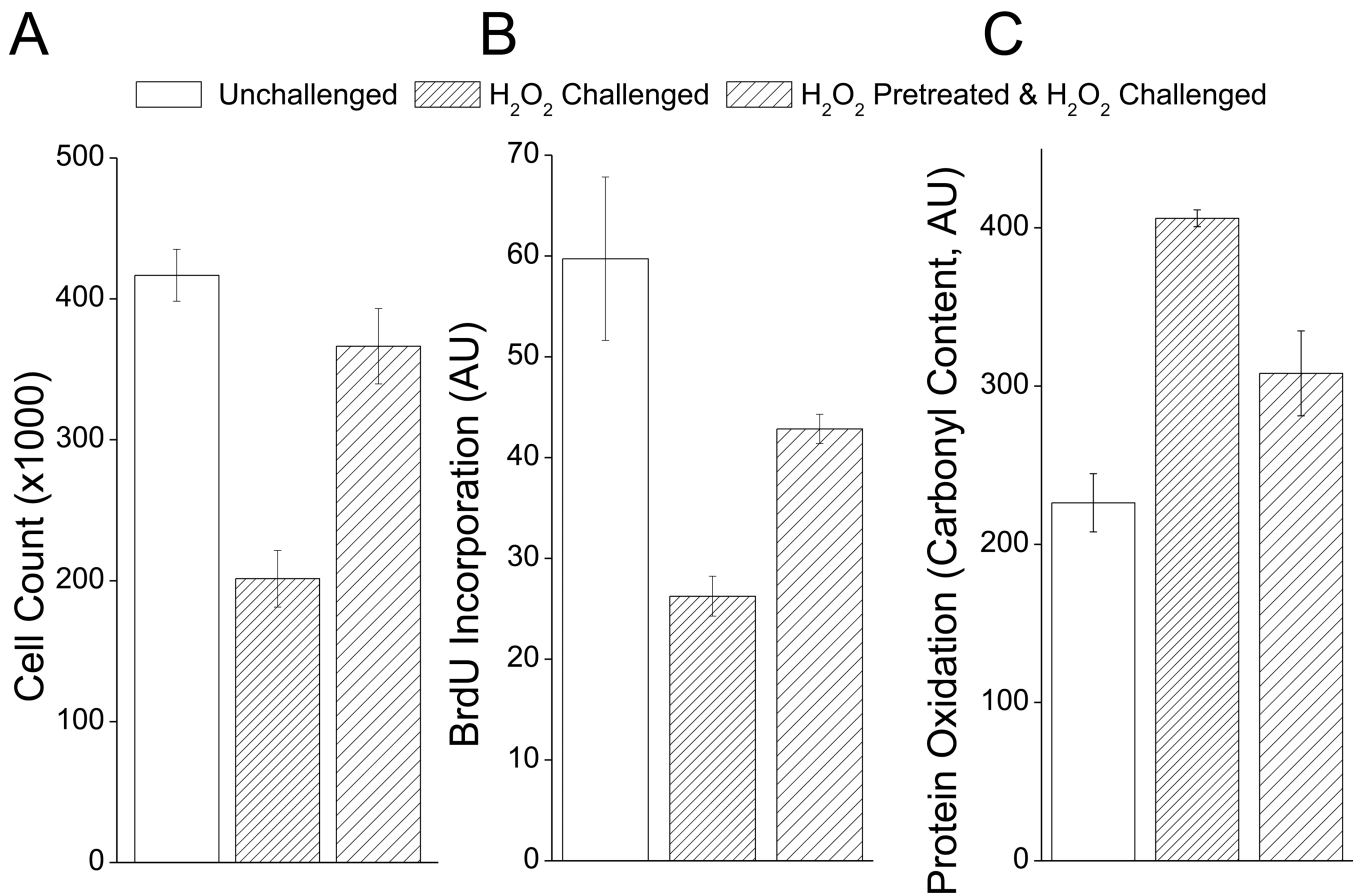 A
B
C
Unchallenged
H₂O₂ Challenged
H₂O₂ Pretreated & H₂O₂ Challenged
Cell Count (x1000)
500
400
300
200
100
0
BrdU Incorporation (AU)
70
60
50
40
30
20
10
0
Protein Oxidation (Carbonyl Content, AU)
400
300
200
100
0